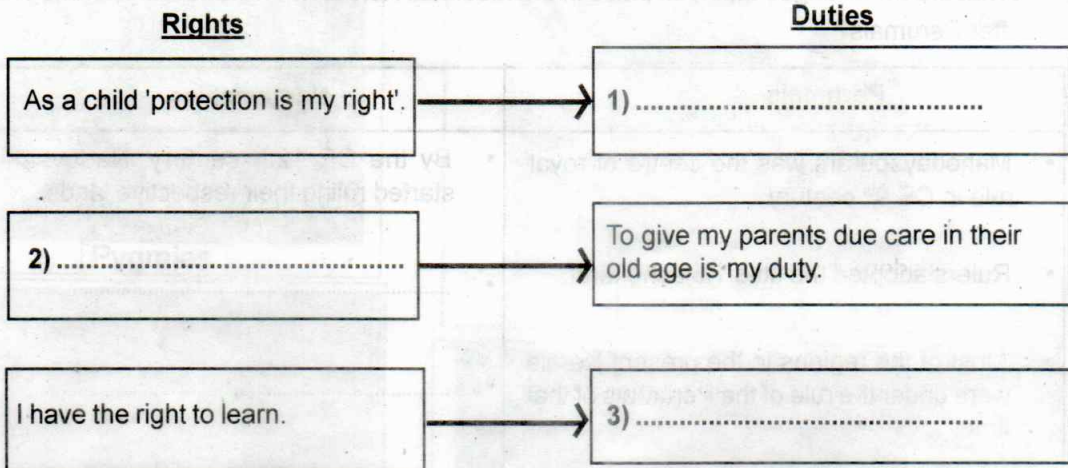 Rights
Duties
As a child 'protection is my right'.
1) ..........................................
2) ..........................................
To give my parents due care in their
old age is my duty.
I have the right to learn.
3) ..........................................